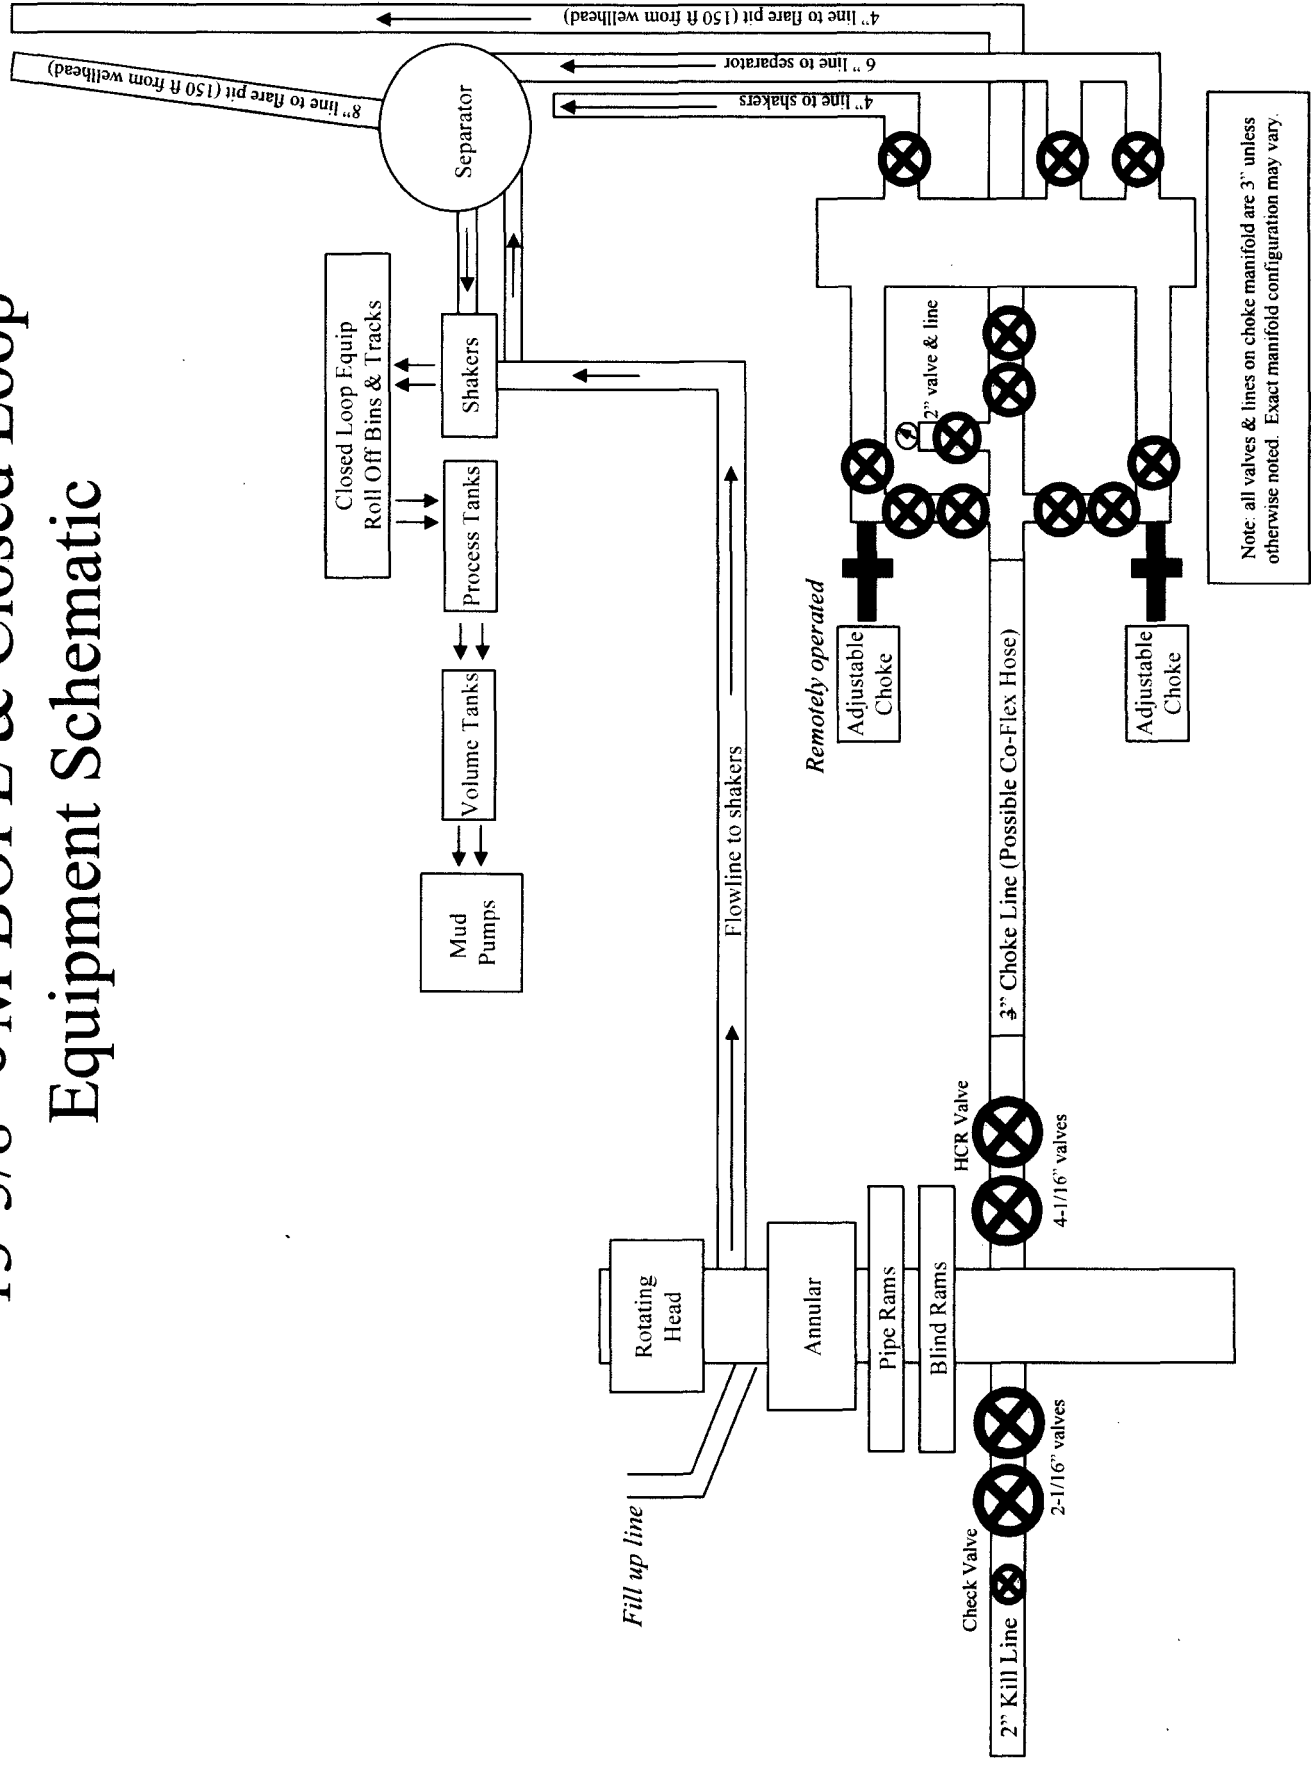 Equipment Schematic
Closed Loop Equip
Roll Off Bins & Tracks
Mud
Pumps
Volume Tanks
Process Tanks
Shakers
Separator
8" line to flare pit (150 ft from wellhead)
4" line to flare pit (150 ft from wellhead)
6" line to separator
4" line to shakers
Fill up line
Rotating
Head
Flowline to shakers
Annular
Pipe Rams
Blind Rams
Remotely operated
Adjustable
Choke
2" valve & line
2" Kill Line
Check Valve
2-1/16" valves
HCR Valve
4-1/16" valves
3" Choke Line (Possible Co-Flex Hose)
Adjustable
Choke
Note: all valves & lines on choke manifold are 3" unless
otherwise noted. Exact manifold configuration may vary.